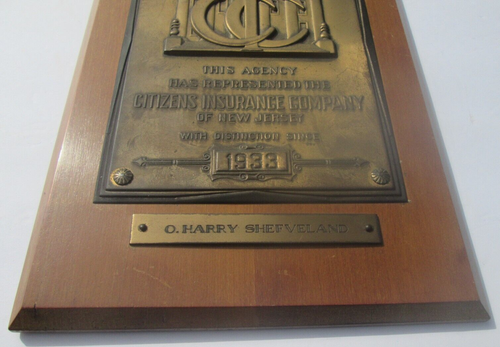 THIS AGENCY
HAS REPRESENTED THE
CITIZENS INSURANCE COMPANY
OF NEW JERSEY
WITH DISTINCTION SINCE
1933
O. HARRY SHEFVELAND